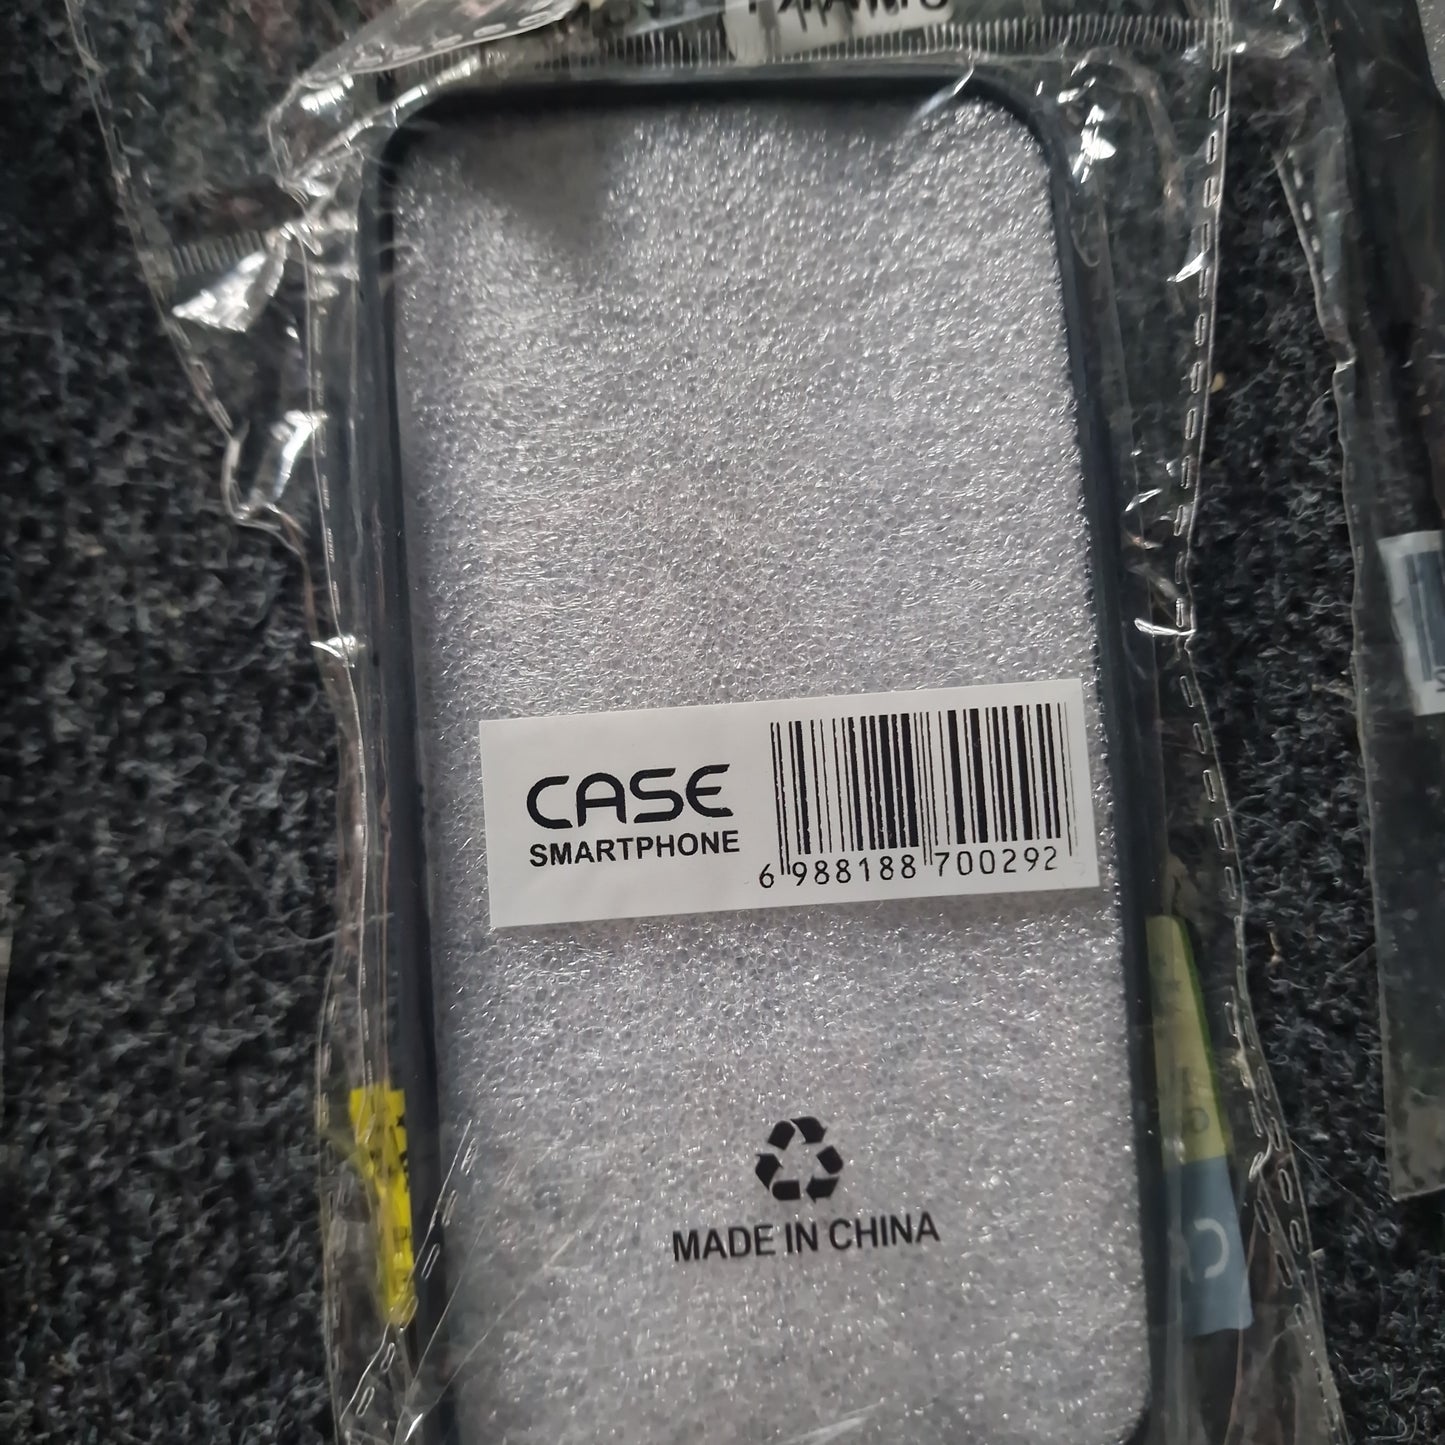 CASE
SMARTPHONE
6 988188 700292
MADE IN CHINA